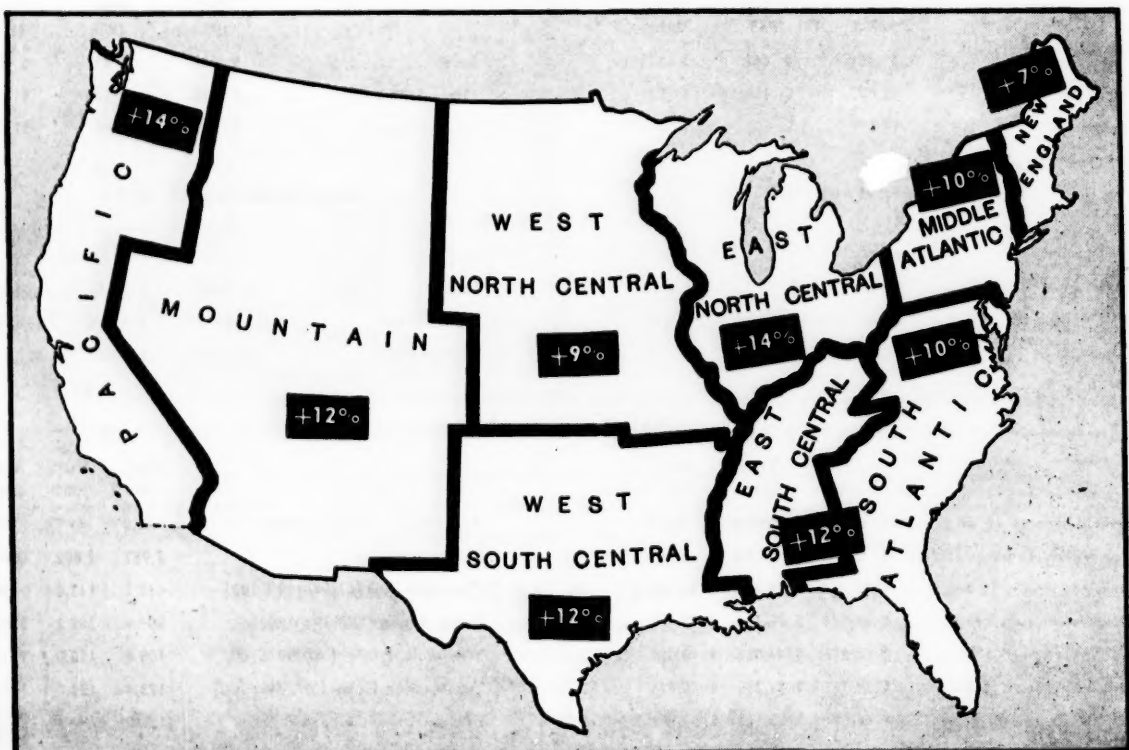 +7%
NEW
ENGLAND
+14%
+10%
MIDDLE
ATLANTIC
PACIFIC
WEST
NORTH CENTRAL
+9%
EAST
NORTH CENTRAL
+14%
+10%
MOUNTAIN
+12%
SOUTH
ATLANTIC
EAST
SOUTH CENTRAL
+12%
WEST
SOUTH CENTRAL
+12%